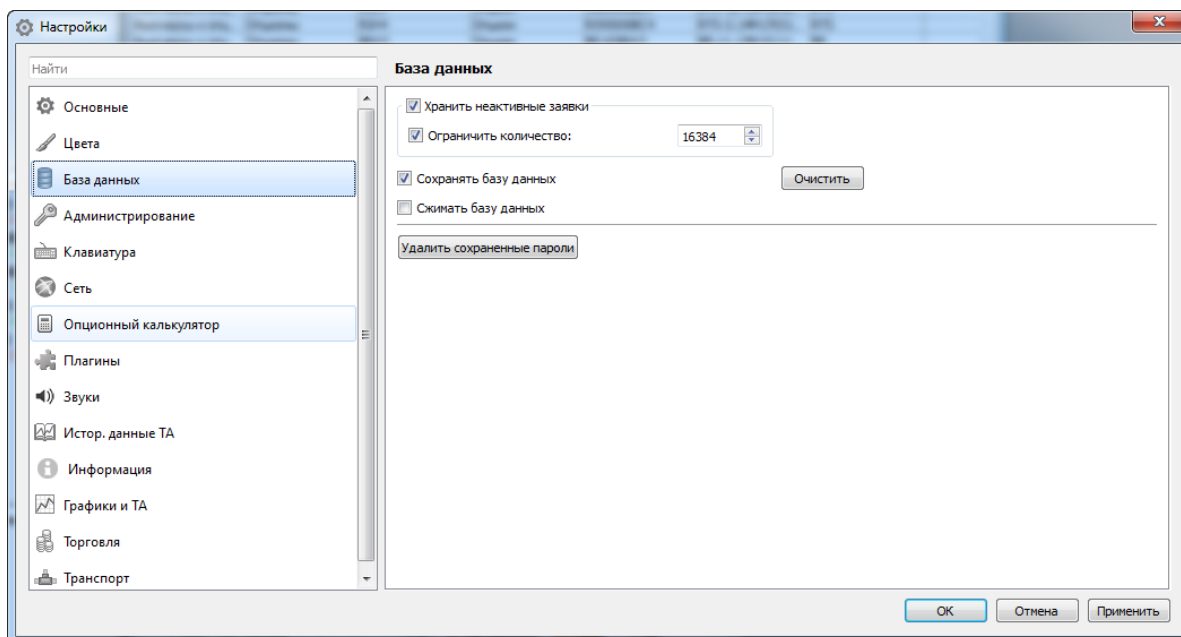 Настройки
Найти
База данных
Основные
Цвета
База данных
Администрирование
Клавиатура
Сеть
Опционный калькулятор
Плагины
Звуки
Истор. данные ТА
Информация
Графики и ТА
Торговля
Транспорт
Хранить неактивные заявки
Ограничить количество: 16384
Сохранять базу данных Очистить
Сжимать базу данных
Удалить сохраненные пароли
OK Отмена Применить